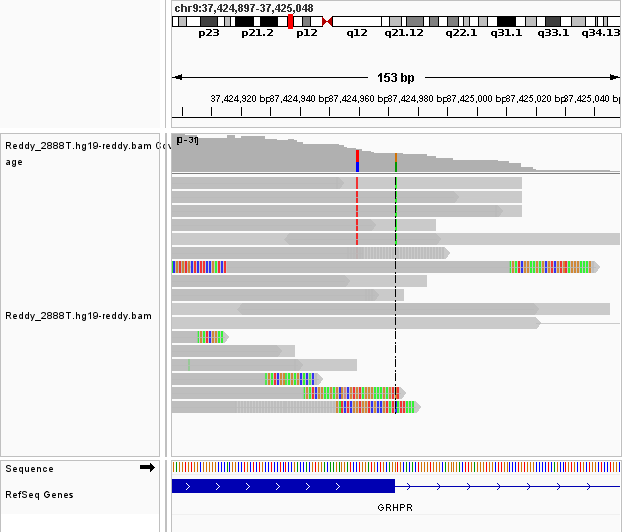 chr9:37,424,897-37,425,048
p23 p21.2 p12 q12 q21.12 q22.1 q31.1 q33.1 q34.13
153 bp
37,424,920 bp 37,424,940 bp 37,424,960 bp 37,424,980 bp 37,425,000 bp 37,425,020 bp 37,425,040 bp
Reddy_2888T.hg19-reddy.bam Cov
age
[0-31]
Reddy_2888T.hg19-reddy.bam
Sequence
RefSeq Genes
GRHPR